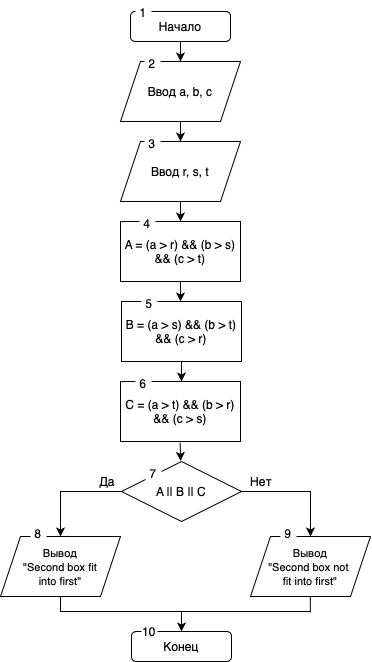 1
Начало
2
Ввод a, b, c
3
Ввод r, s, t
4
A = (a > r) && (b > s)
&& (c > t)
5
B = (a > s) && (b > t)
&& (c > r)
6
C = (a > t) && (b > r)
&& (c > s)
7
Да
A || B || C
Нет
8
Вывод
"Second box fit
into first"
9
Вывод
"Second box not
fit into first"
10
Конец